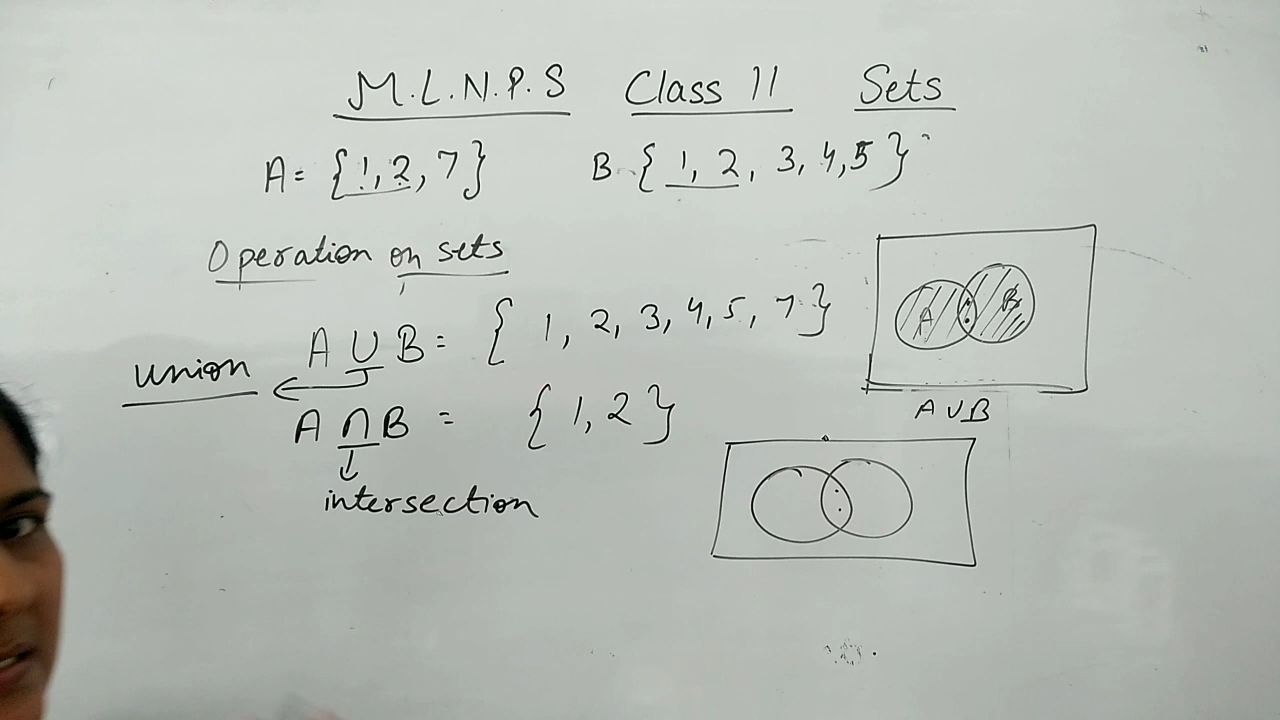 M.L.N.P.S Class 11 Sets
A = {1, 2, 7} B = {1, 2, 3, 4, 5}
Operation on sets
A ∪ B = {1, 2, 3, 4, 5, 7}
union
A ∩ B = {1, 2}
intersection
A B
A ∪ B